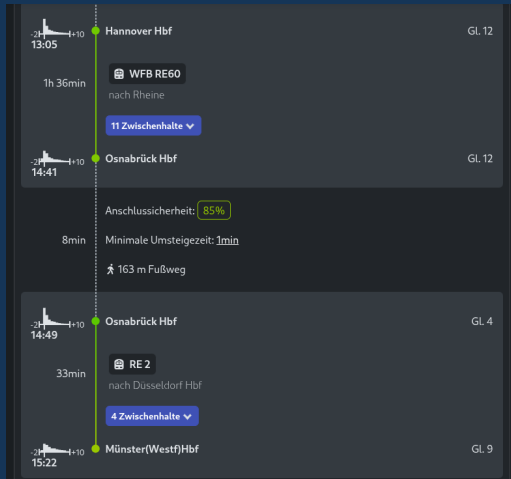 Hannover Hbf Gl. 12
-2 +10
13:05
1h 36min
WFB RE60
nach Rheine
11 Zwischenhalte
Osnabrück Hbf Gl. 12
-2 +10
14:41
Anschlussicherheit: 85%
8min Minimale Umsteigezeit: 1min
163 m Fußweg
Osnabrück Hbf Gl. 4
-2 +10
14:49
33min
RE 2
nach Düsseldorf Hbf
4 Zwischenhalte
Münster(Westf)Hbf Gl. 9
-2 +10
15:22